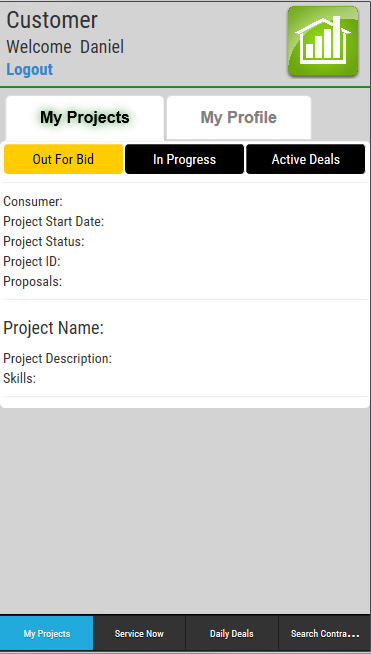 Customer
Welcome Daniel
Logout
My Projects My Profile
Out For Bid In Progress Active Deals
Consumer:
Project Start Date:
Project Status:
Project ID:
Proposals:
Project Name:
Project Description:
Skills:
My Projects Service Now Daily Deals Search Contra...